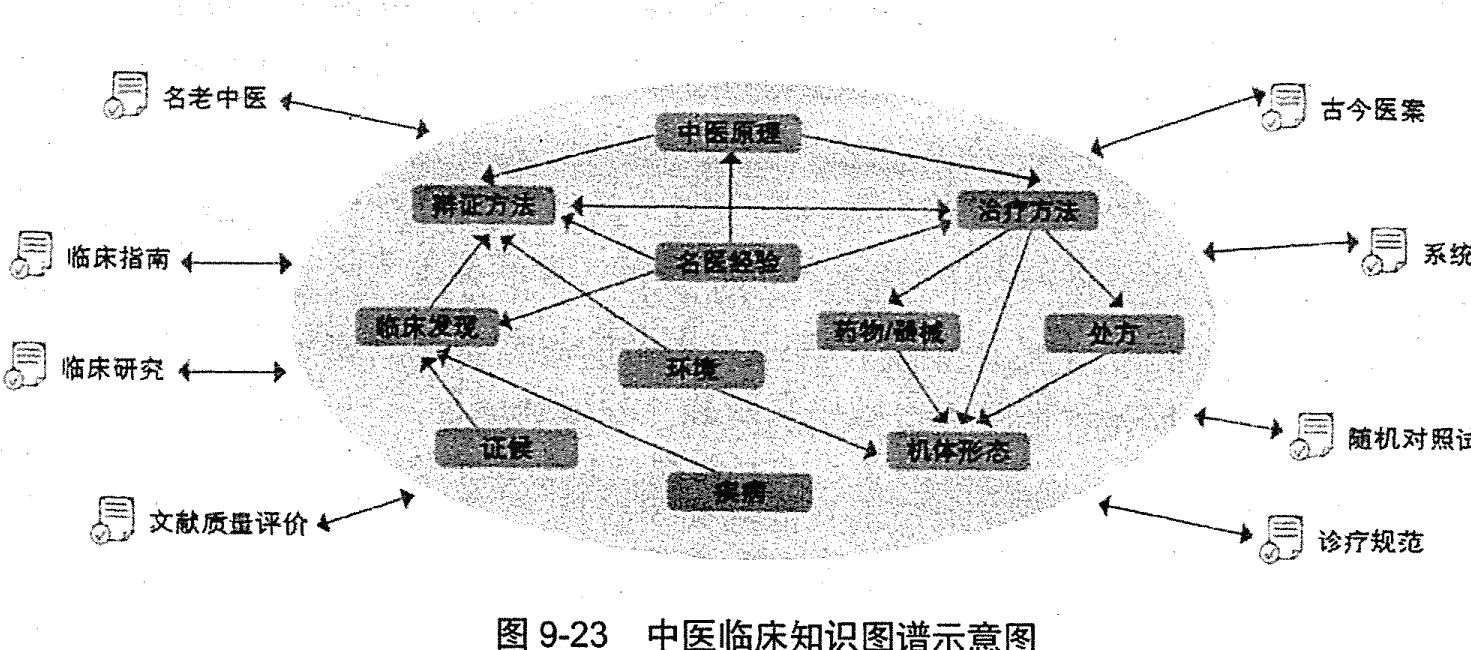 名老中医
古今医案
中医原理
辩证方法
治疗方法
临床指南
名医经验
系统
临床发现
药物/器械
处方
临床研究
环境
证候
机体形态
随机对照试
疾病
文献质量评价
诊疗规范
图 9-23 中医临床知识图谱示意图